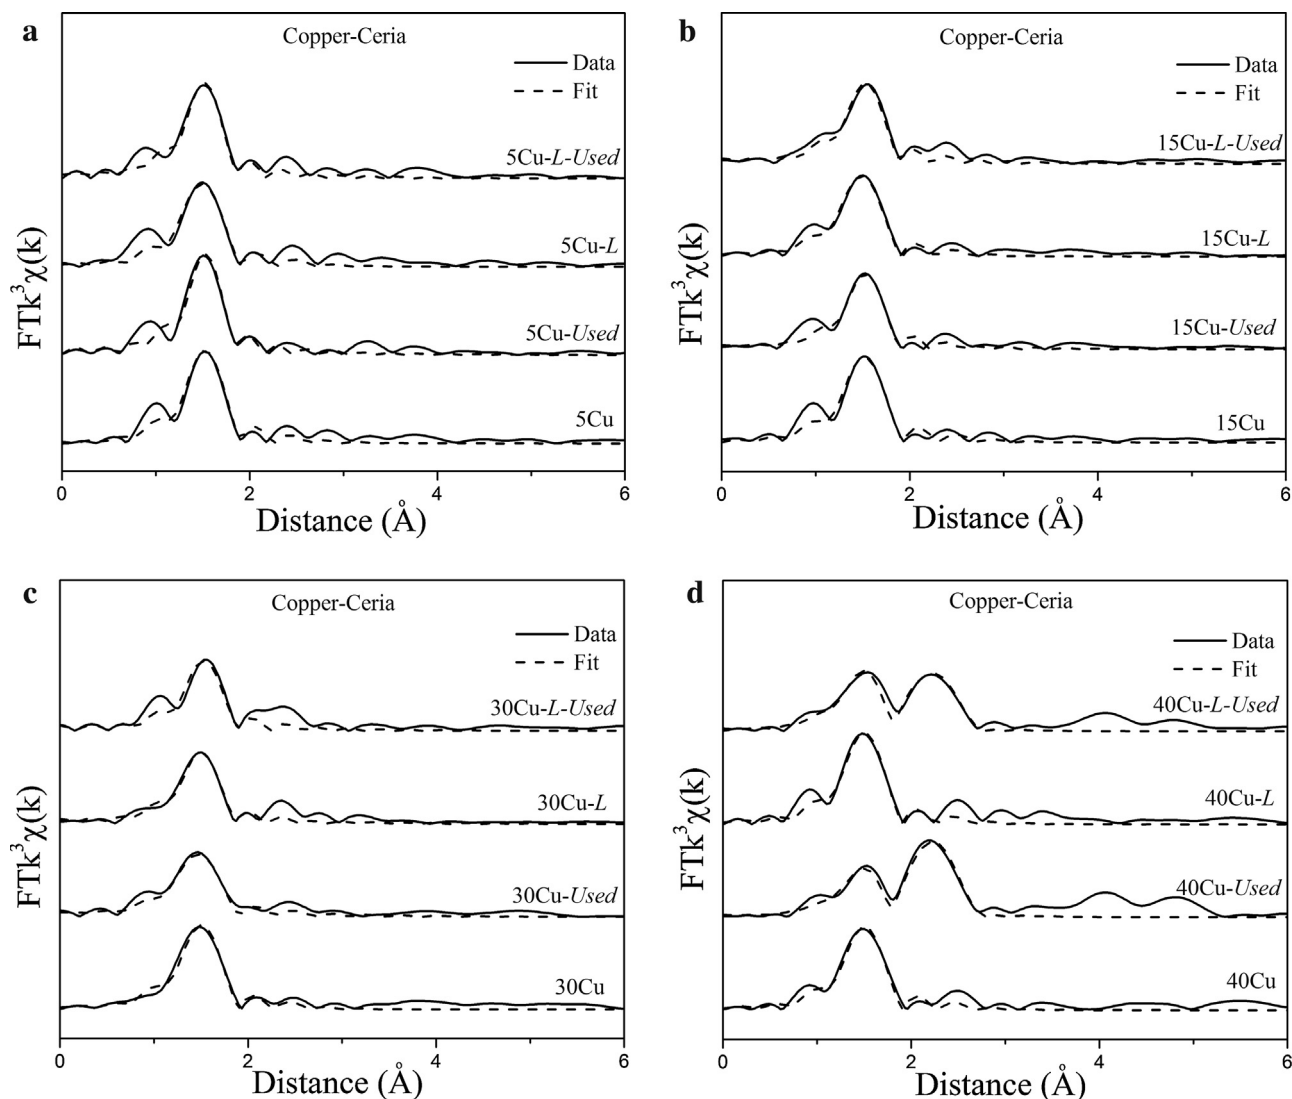 a
Copper-Ceria
Data
Fit
5Cu-L-Used
5Cu-L
5Cu-Used
5Cu
FTk³χ(k)
0 2 4 6
Distance (Å)
b
Copper-Ceria
Data
Fit
15Cu-L-Used
15Cu-L
15Cu-Used
15Cu
FTk³χ(k)
0 2 4 6
Distance (Å)
c
Copper-Ceria
Data
Fit
30Cu-L-Used
30Cu-L
30Cu-Used
30Cu
FTk³χ(k)
0 2 4 6
Distance (Å)
d
Copper-Ceria
Data
Fit
40Cu-L-Used
40Cu-L
40Cu-Used
40Cu
FTk³χ(k)
0 2 4 6
Distance (Å)